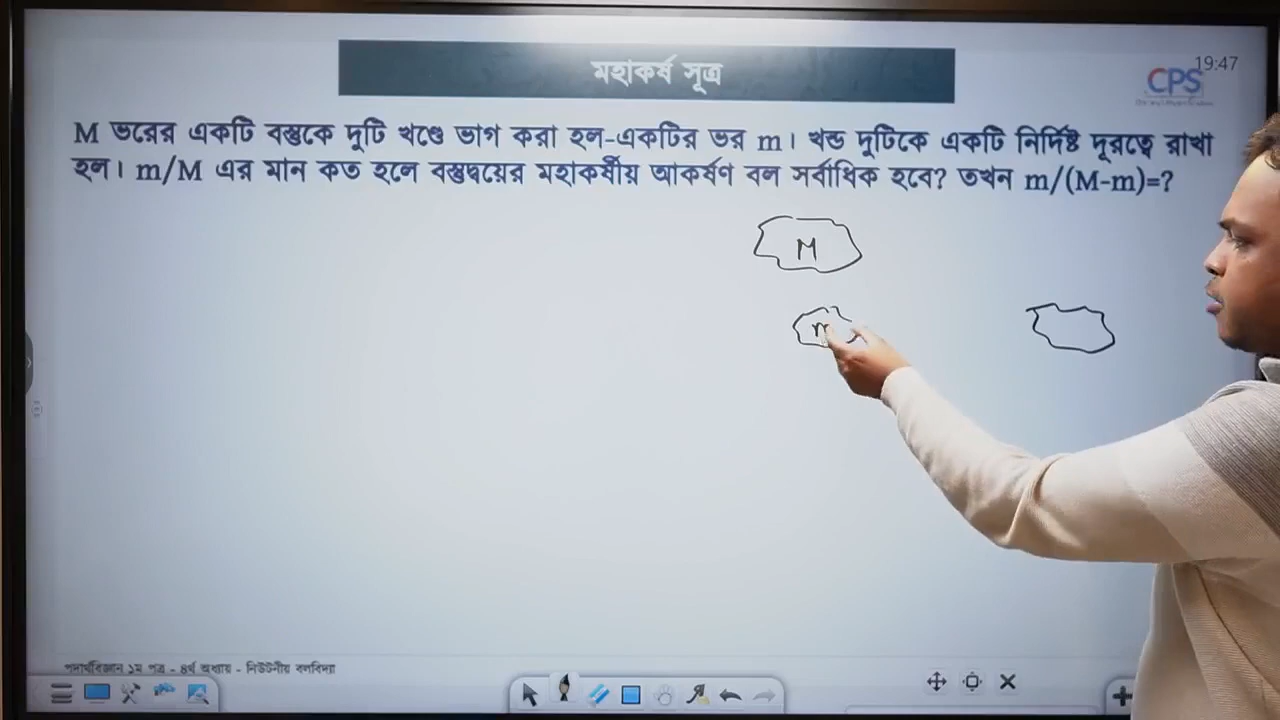 মহাকর্ষ সূত্র
CPS
19:47
M ভরের একটি বস্তুকে দুটি খণ্ডে ভাগ করা হল-একটির ভর m। খন্ড দুটিকে একটি নির্দিষ্ট দূরত্বে রাখা
হল। m/M এর মান কত হলে বস্তুদ্বয়ের মহাকর্ষীয় আকর্ষণ বল সর্বাধিক হবে? তখন m/(M-m)=?
M
m
পদার্থবিজ্ঞান ১ম পত্র - ৪র্থ অধ্যায় - নিউটনীয় বলবিদ্যা